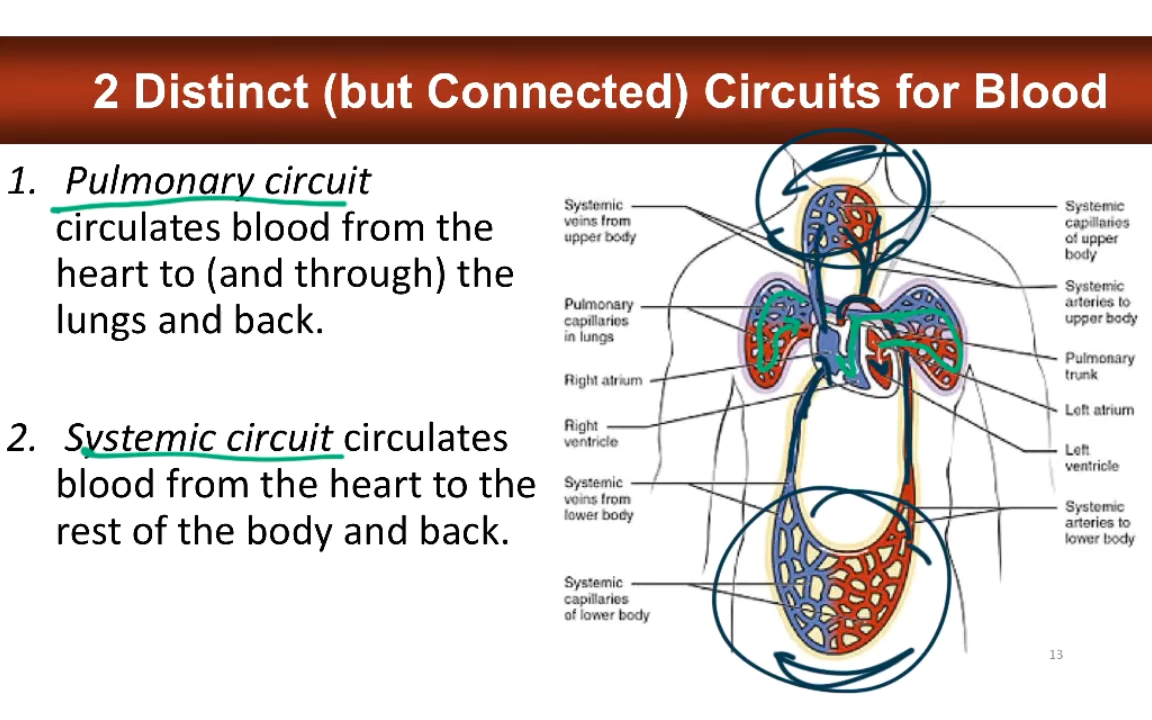 2 Distinct (but Connected) Circuits for Blood
1. Pulmonary circuit
circulates blood from the
heart to (and through) the
lungs and back.
2. Systemic circuit circulates
blood from the heart to the
rest of the body and back.
Systemic
veins from
upper body
Pulmonary
capillaries
in lungs
Right atrium
Right
ventricle
Systemic
veins from
lower body
Systemic
capillaries
of lower body
Systemic
capillaries
of upper
body
Systemic
arteries to
upper body
Pulmonary
trunk
Left atrium
Left
ventricle
Systemic
arteries to
lower body
13